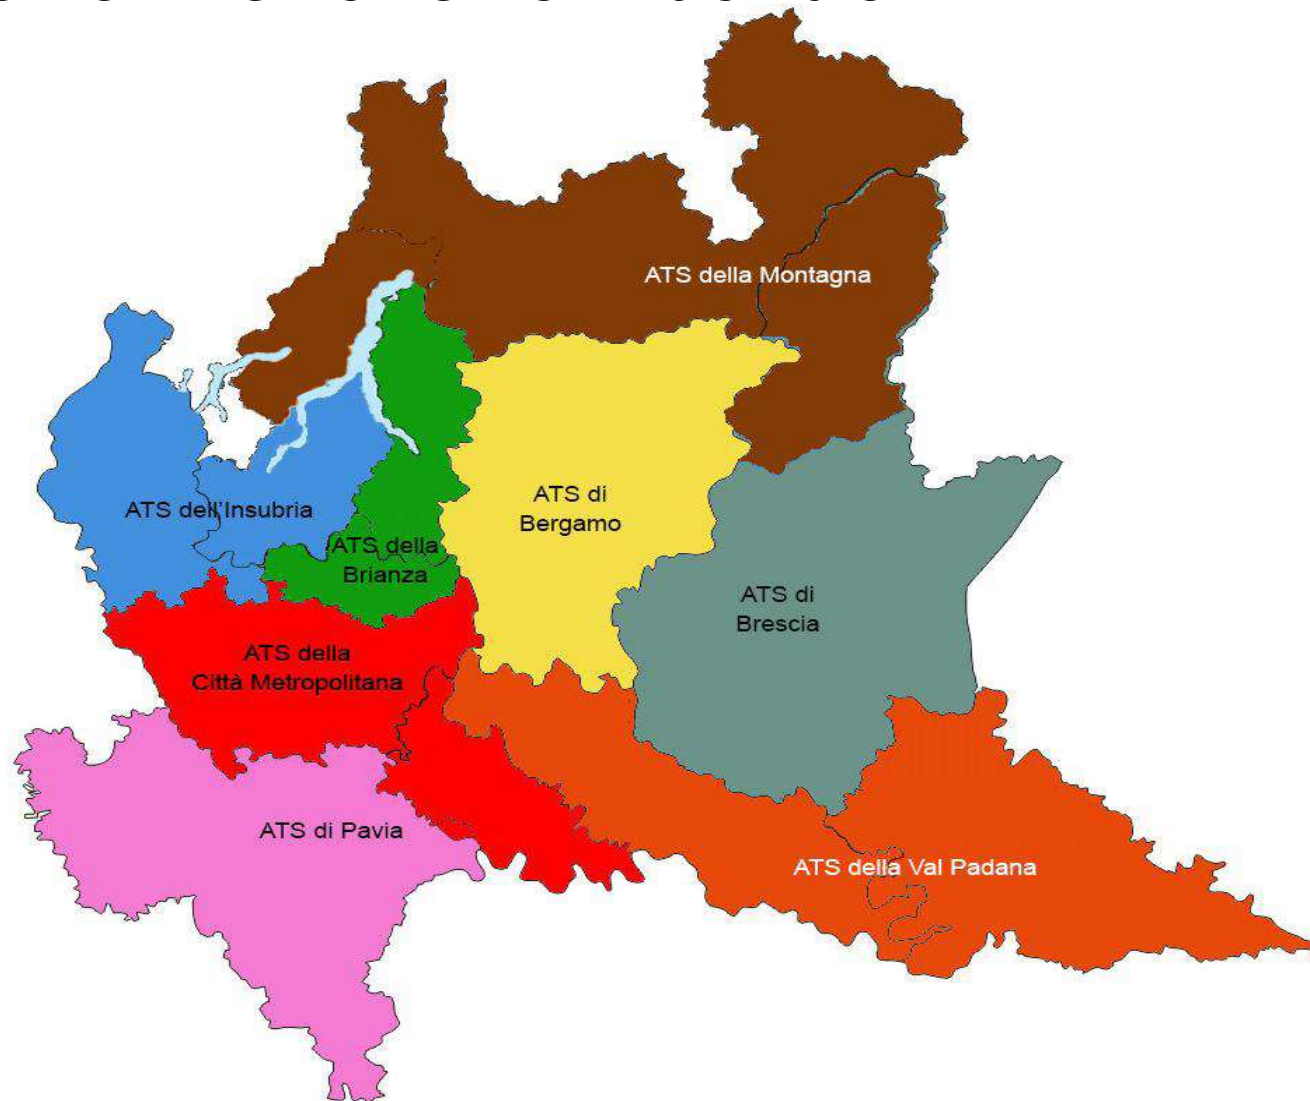 ATS della Montagna
ATS dell'Insubria
ATS di
Bergamo
ATS della
Brianza
ATS di
Brescia
ATS della
Città Metropolitana
ATS di Pavia
ATS della Val Padana